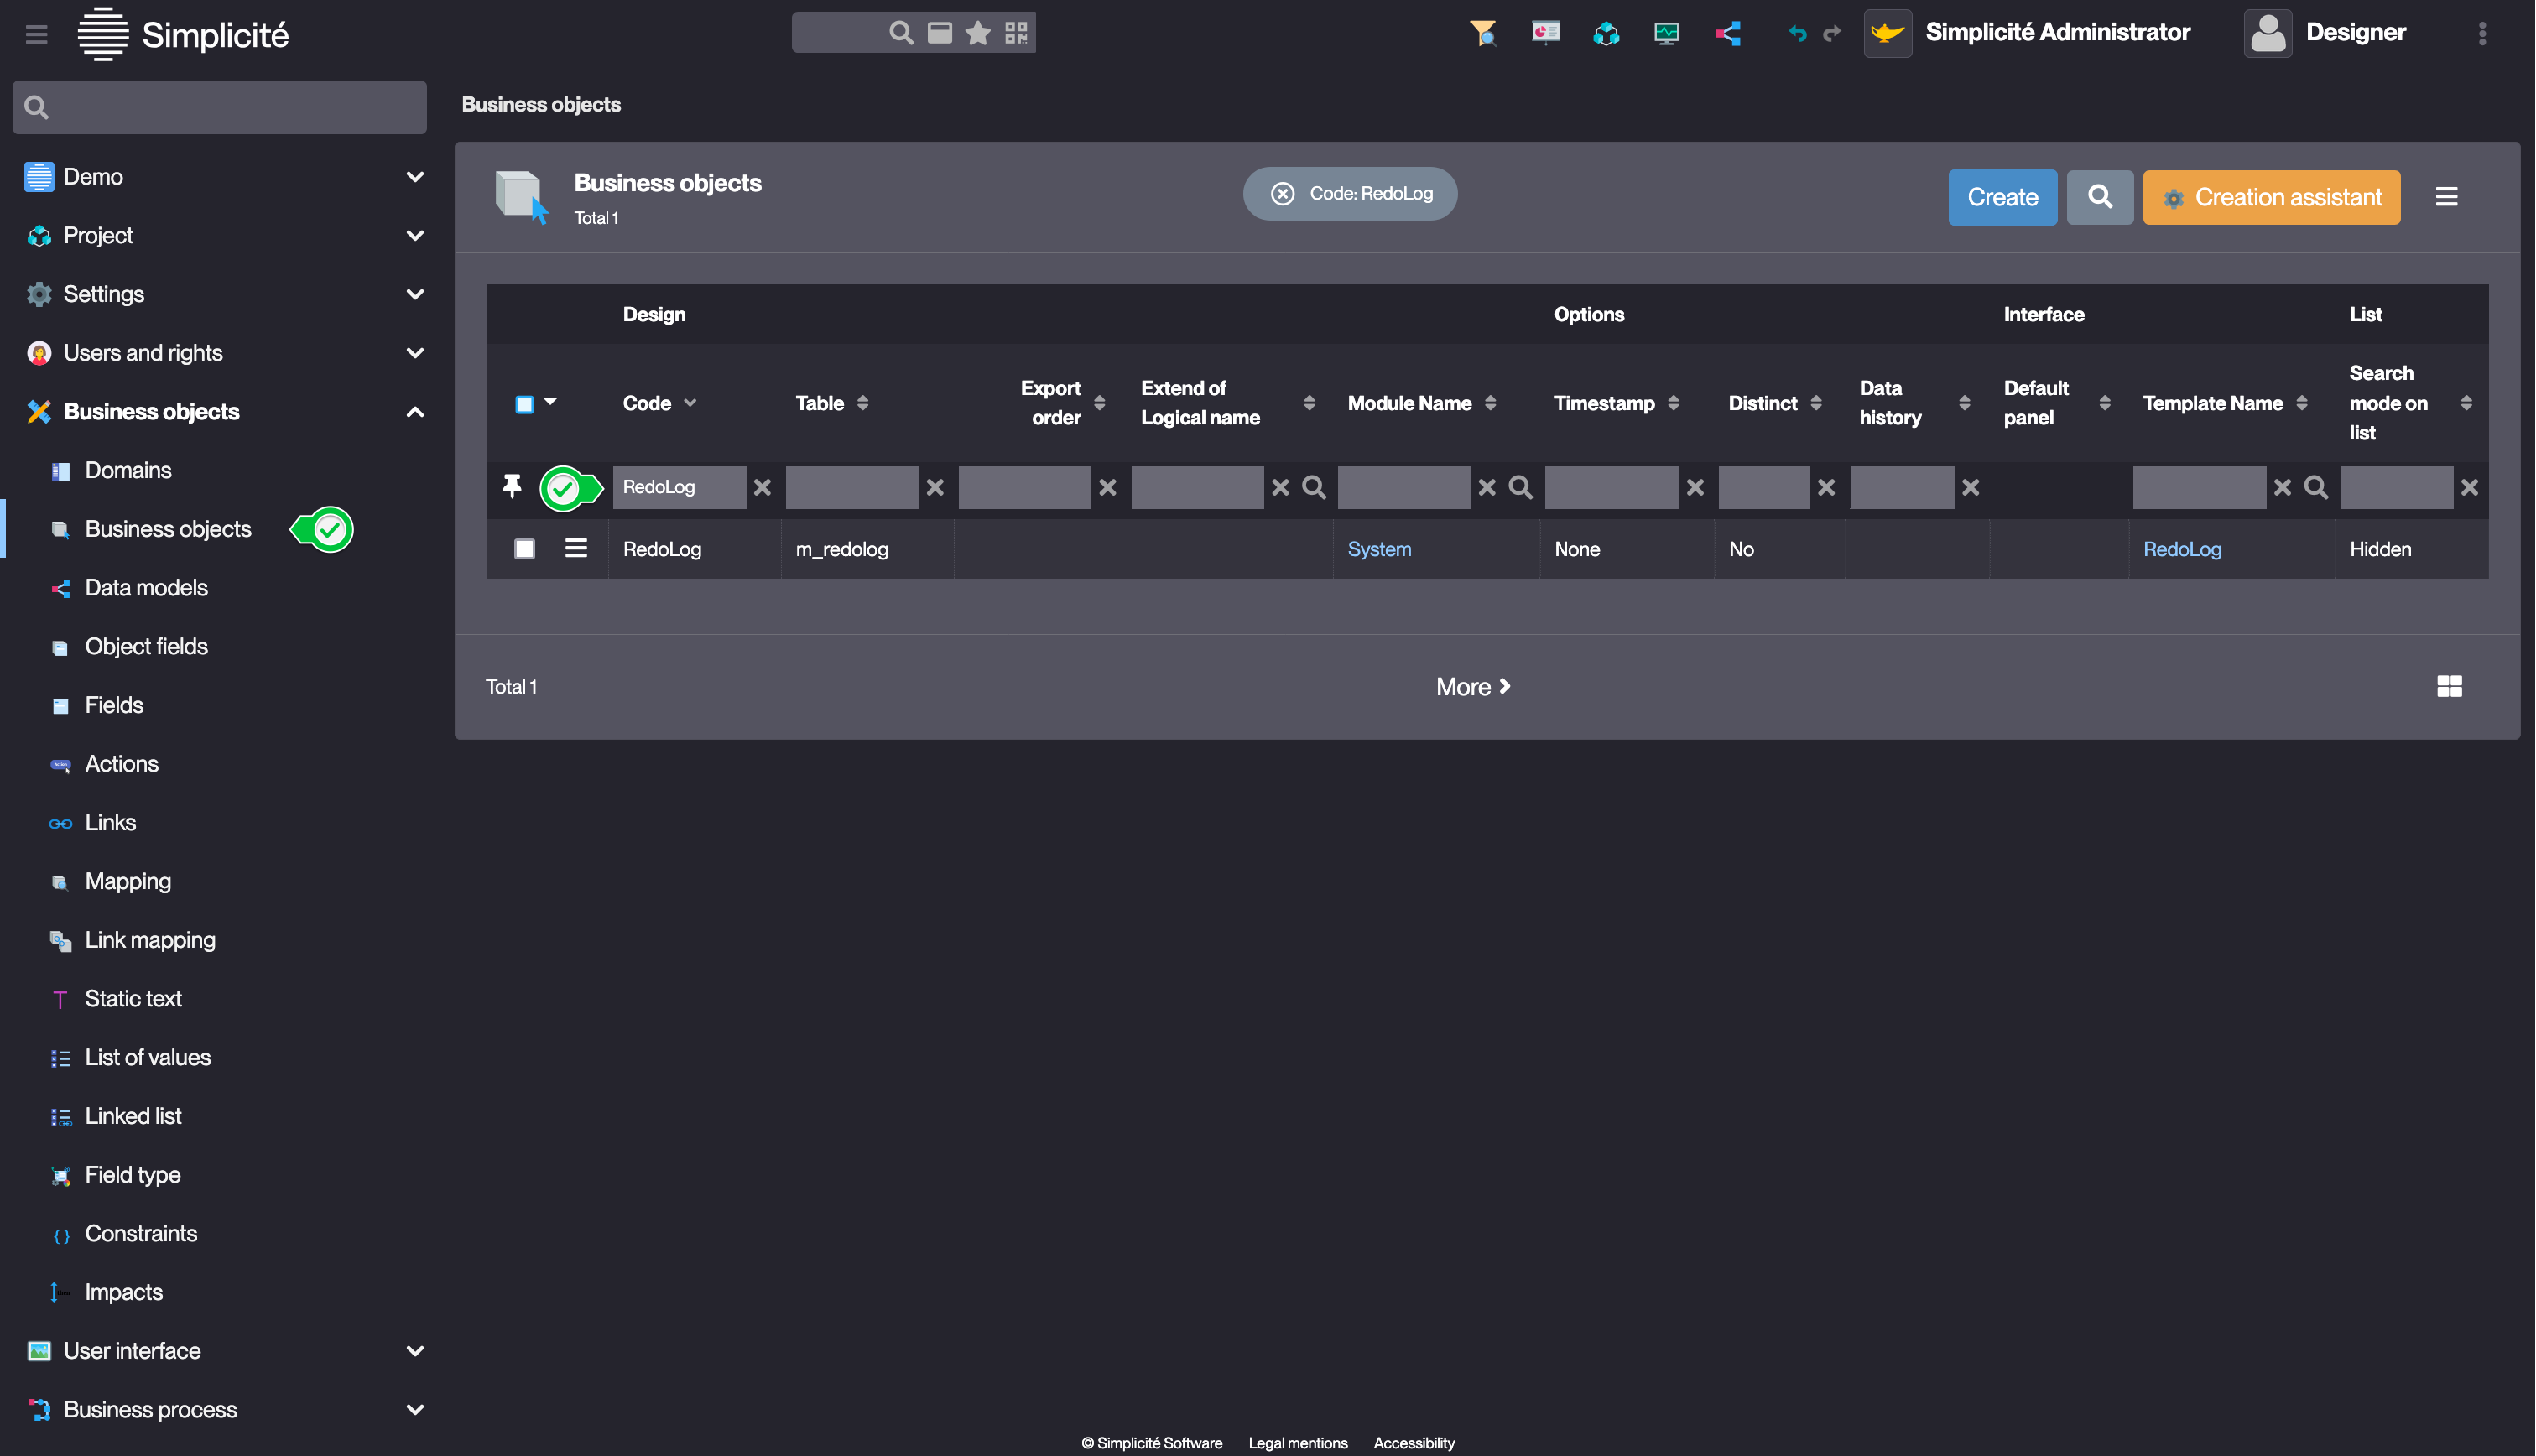 Simplicité
Simplicité Administrator
Designer
Demo
Project
Settings
Users and rights
Business objects
Domains
Business objects
Data models
Object fields
Fields
Actions
Links
Mapping
Link mapping
Static text
List of values
Linked list
Field type
Constraints
Impacts
User interface
Business process
Business objects
Business objects
Total 1
Code: RedoLog
Create
Creation assistant
Design
Options
Interface
List
Code
Table
Export
order
Extend of
Logical name
Module Name
Timestamp
Distinct
Data
history
Default
panel
Template Name
Search
mode on
list
RedoLog
RedoLog
m_redolog
System
None
No
RedoLog
Hidden
Total 1
More
© Simplicité Software
Legal mentions
Accessibility